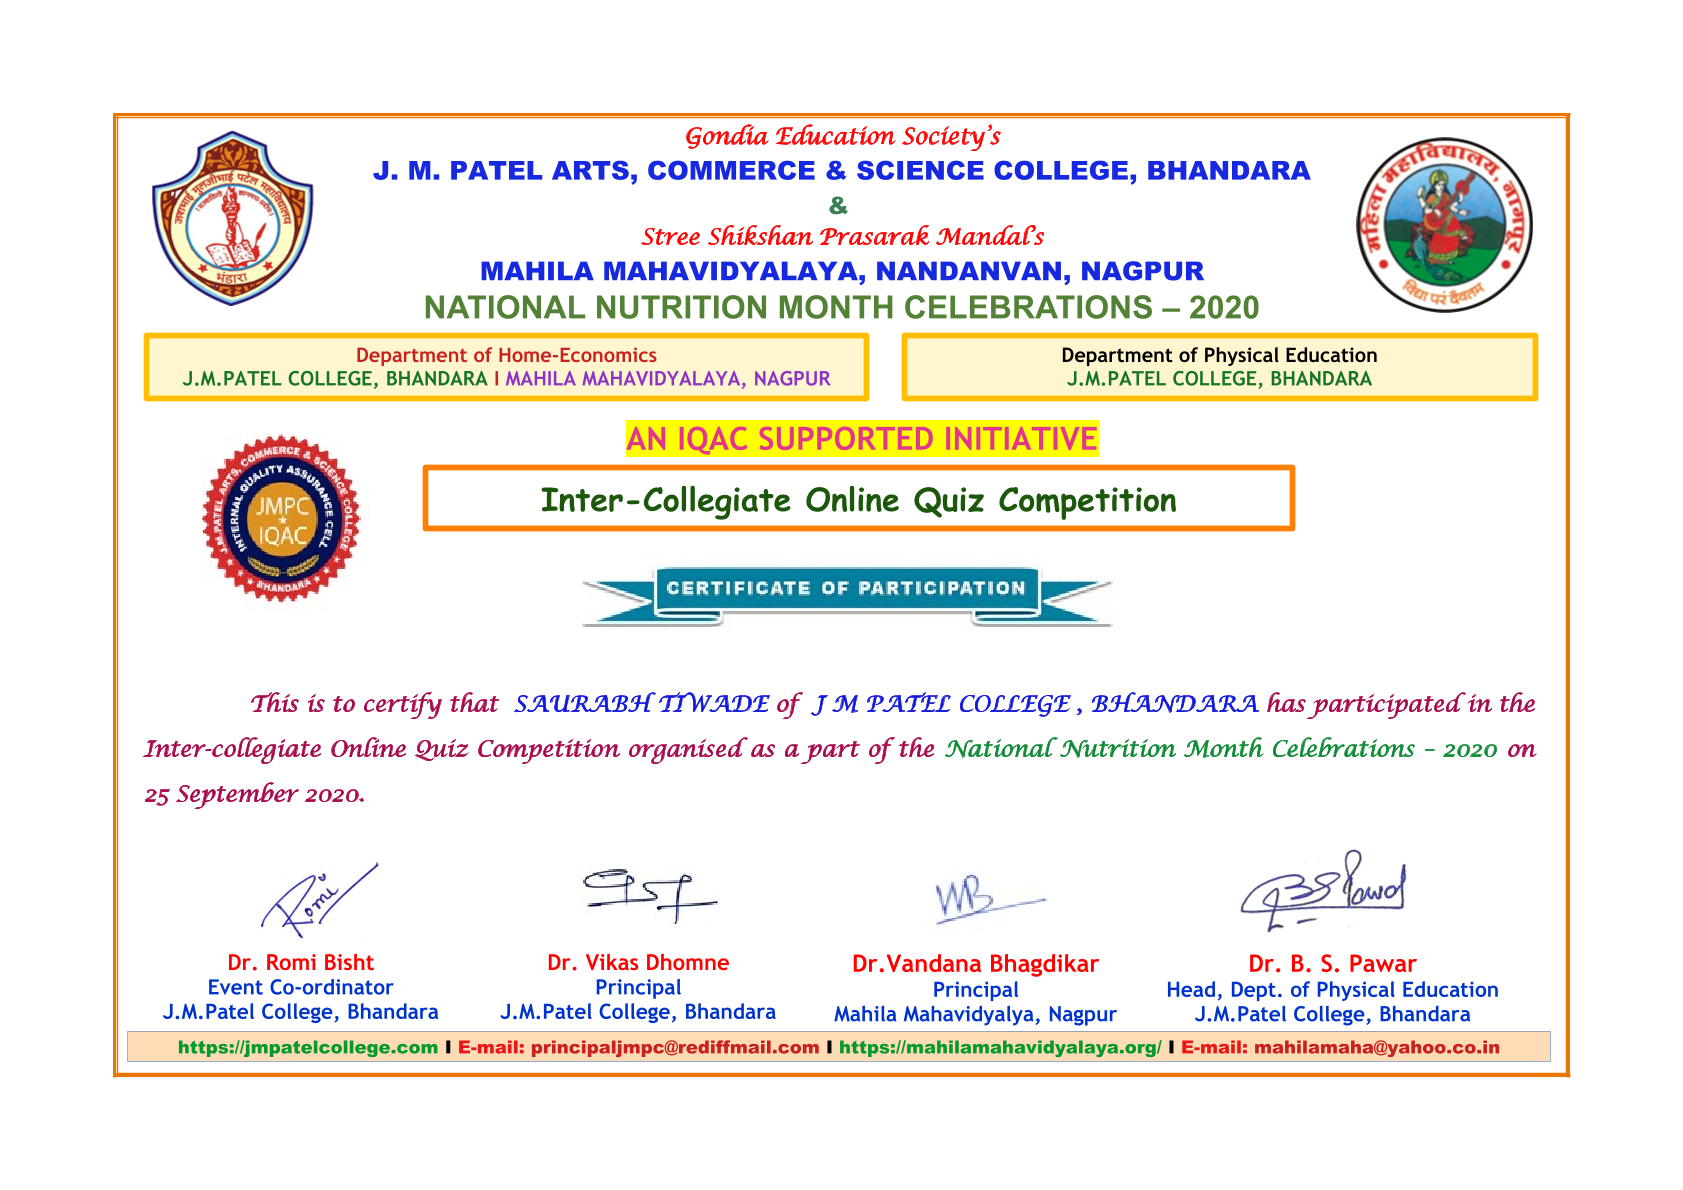 Gondia Education Society's
J. M. PATEL ARTS, COMMERCE & SCIENCE COLLEGE, BHANDARA
&
Stree Shikshan Prasarak Mandal's
MAHILA MAHAVIDYALAYA, NANDANVAN, NAGPUR
NATIONAL NUTRITION MONTH CELEBRATIONS – 2020
जराभाई मुलजीभाई पटेल महाविद्यालय
भंडारा
महिला महाविद्यालय, नागपूर
विद्या परं दैवतम
Department of Home-Economics
J.M.PATEL COLLEGE, BHANDARA I MAHILA MAHAVIDYALAYA, NAGPUR
Department of Physical Education
J.M.PATEL COLLEGE, BHANDARA
AN IQAC SUPPORTED INITIATIVE
Inter-Collegiate Online Quiz Competition
J.M.PATEL ARTS, COMMERCE & SCIENCE COLLEGE
INTERNAL QUALITY ASSURANCE CELL
JMPC
IQAC
BHANDARA
CERTIFICATE OF PARTICIPATION
This is to certify that SAURABH TIWADE of J M PATEL COLLEGE , BHANDARA has participated in the
Inter-collegiate Online Quiz Competition organised as a part of the National Nutrition Month Celebrations – 2020 on
25 September 2020.
Romi
BS Pawar
Dr. Romi Bisht
Event Co-ordinator
J.M.Patel College, Bhandara
Dr. Vikas Dhomne
Principal
J.M.Patel College, Bhandara
Dr.Vandana Bhagdikar
Principal
Mahila Mahavidyalya, Nagpur
Dr. B. S. Pawar
Head, Dept. of Physical Education
J.M.Patel College, Bhandara
https://jmpatelcollege.com I E-mail: principaljmpc@rediffmail.com I https://mahilamahavidyalaya.org/ I E-mail: mahilamaha@yahoo.co.in